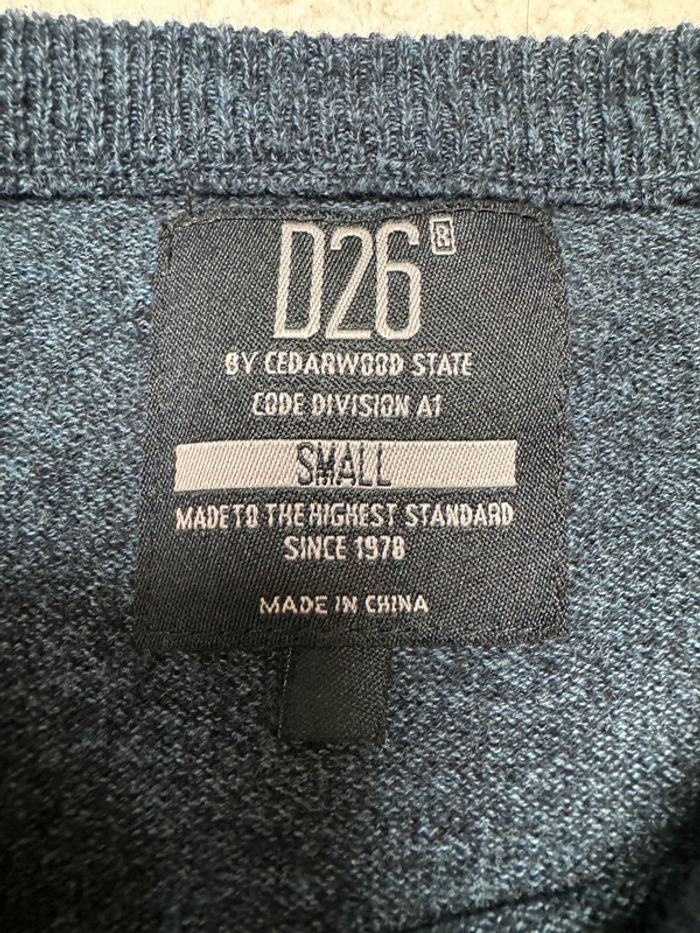 D26®
BY CEDARWOOD STATE
CODE DIVISION A1
SMALL
MADE TO THE HIGHEST STANDARD
SINCE 1978
MADE IN CHINA